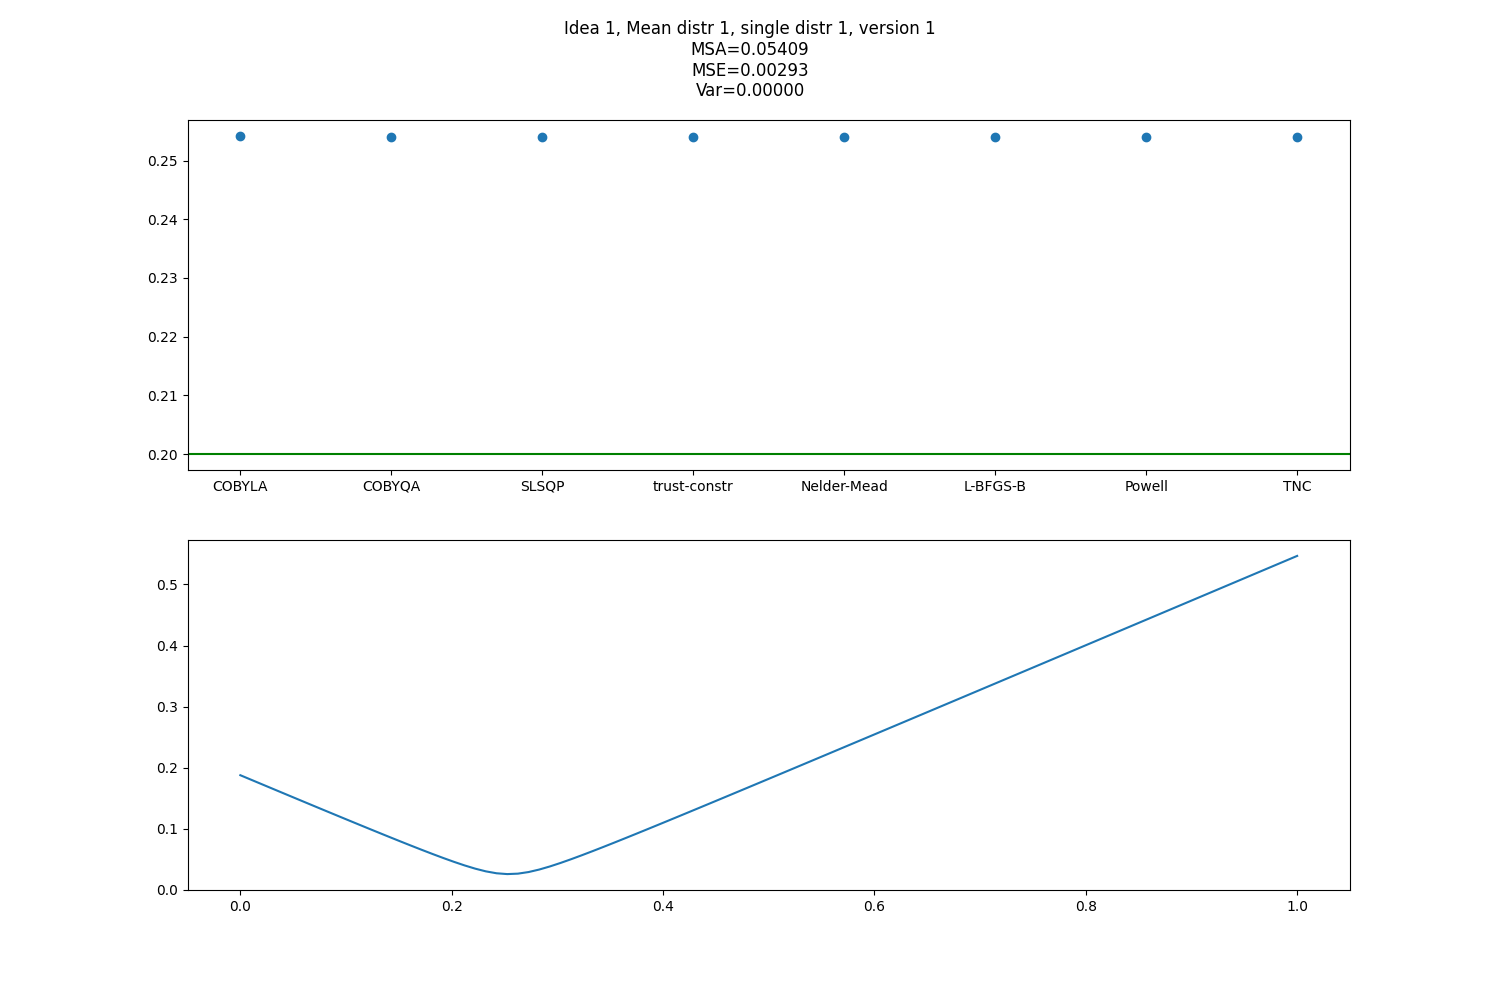 Idea 1, Mean distr 1, single distr 1, version 1
MSA=0.05409
MSE=0.00293
Var=0.00000
0.25
0.24
0.23
0.22
0.21
0.20
COBYLA COBYQA SLSQP trust-constr Nelder-Mead L-BFGS-B Powell TNC
0.5
0.4
0.3
0.2
0.1
0.0
0.0 0.2 0.4 0.6 0.8 1.0